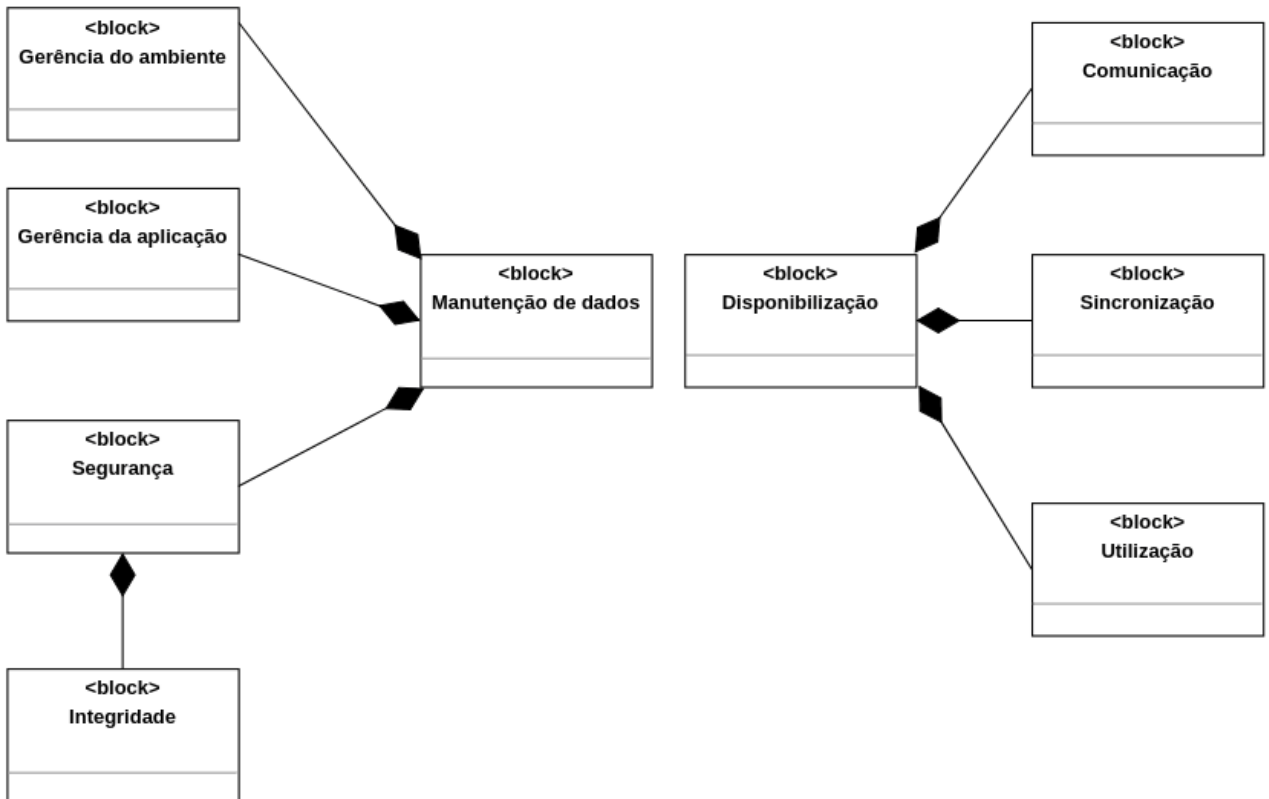 <block>
Gerência do ambiente
<block>
Gerência da aplicação
<block>
Segurança
<block>
Integridade
<block>
Manutenção de dados
<block>
Disponibilização
<block>
Comunicação
<block>
Sincronização
<block>
Utilização